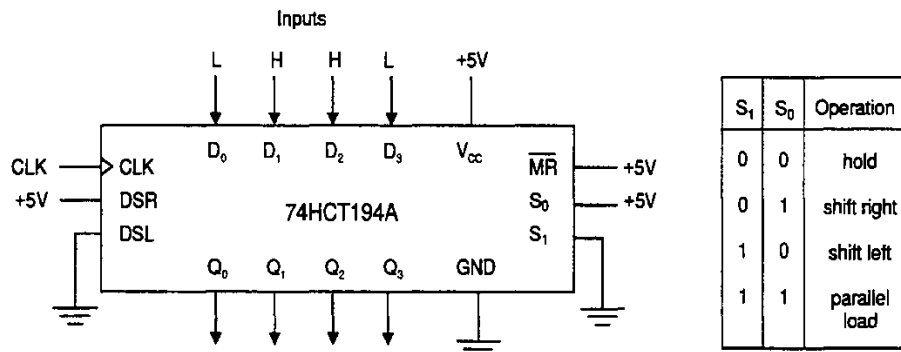 Inputs
L H H L +5V
D₀ D₁ D₂ D₃ V_CC
CLK CLK M̅R̅ +5V
+5V DSR 74HCT194A S₀ +5V
DSL S₁
Q₀ Q₁ Q₂ Q₃ GND
S₁ S₀ Operation
0 0 hold
0 1 shift right
1 0 shift left
1 1 parallel
load